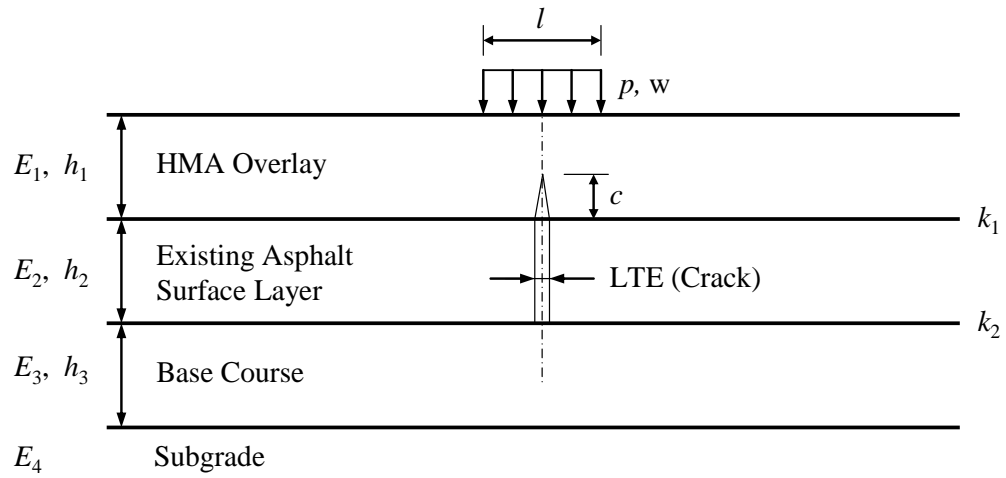 l
p, w
E1, h1
HMA Overlay
c
k1
E2, h2
Existing Asphalt
Surface Layer
LTE (Crack)
k2
E3, h3
Base Course
E4
Subgrade